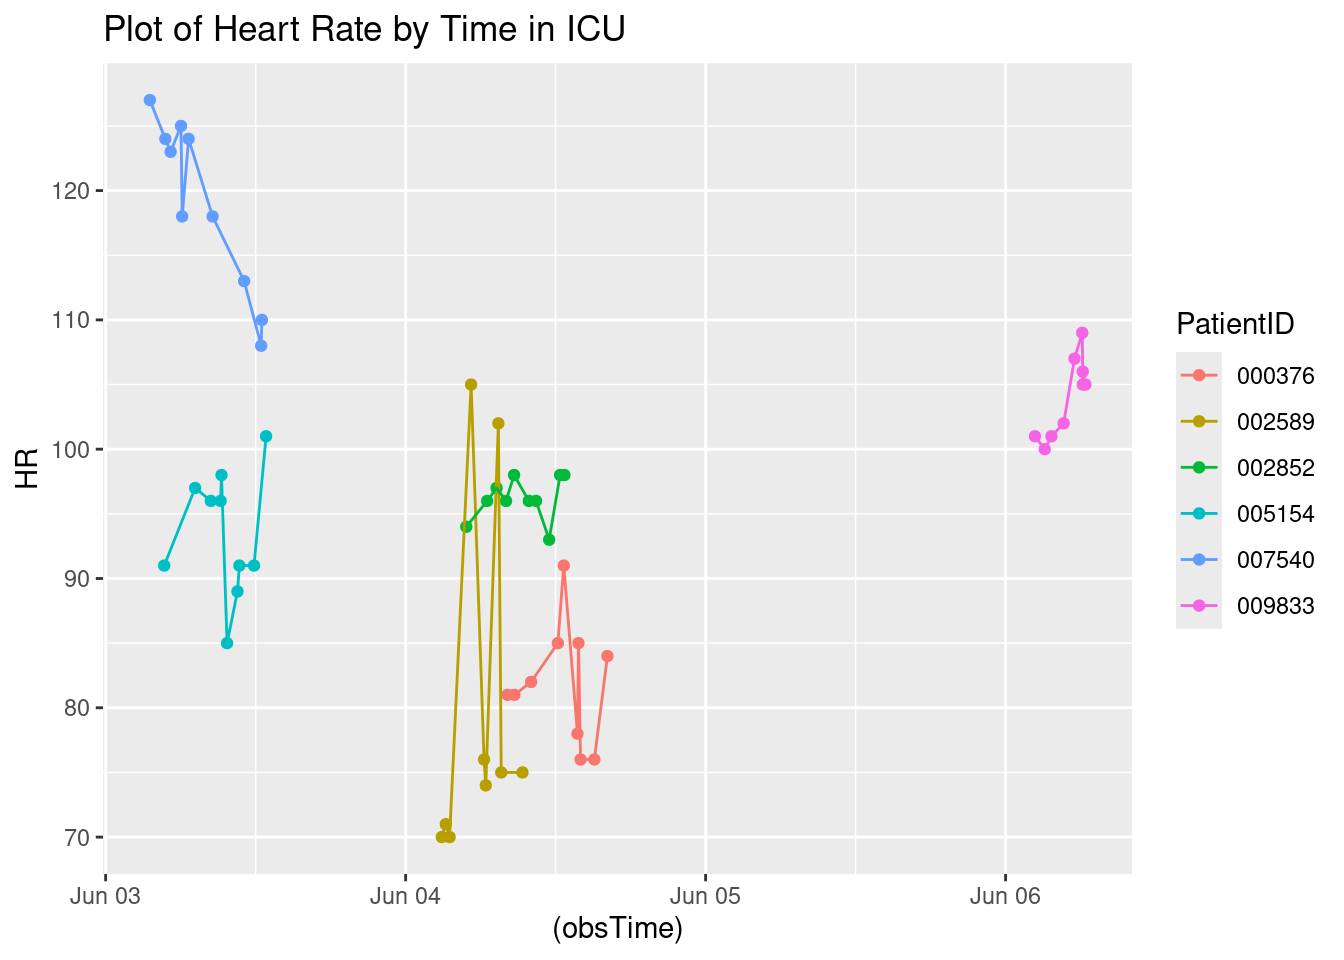 Plot of Heart Rate by Time in ICU
120
110
100
90
80
70
HR
Jun 03
Jun 04
Jun 05
Jun 06
(obsTime)
PatientID
000376
002589
002852
005154
007540
009833